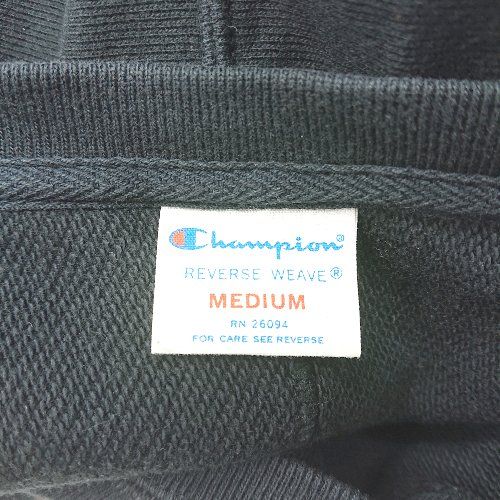 Champion®
REVERSE WEAVE®
MEDIUM
RN 26094
FOR CARE SEE REVERSE